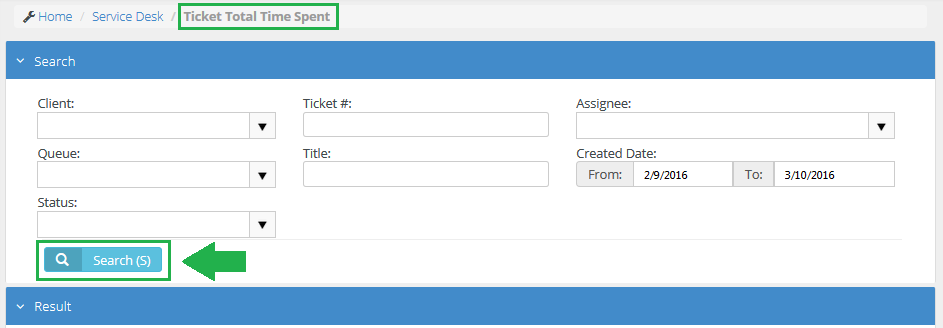 Home / Service Desk / Ticket Total Time Spent
Search
Client: Ticket #: Assignee:
Queue: Title: Created Date:
From: 2/9/2016 To: 3/10/2016
Status:
Search (S)
Result